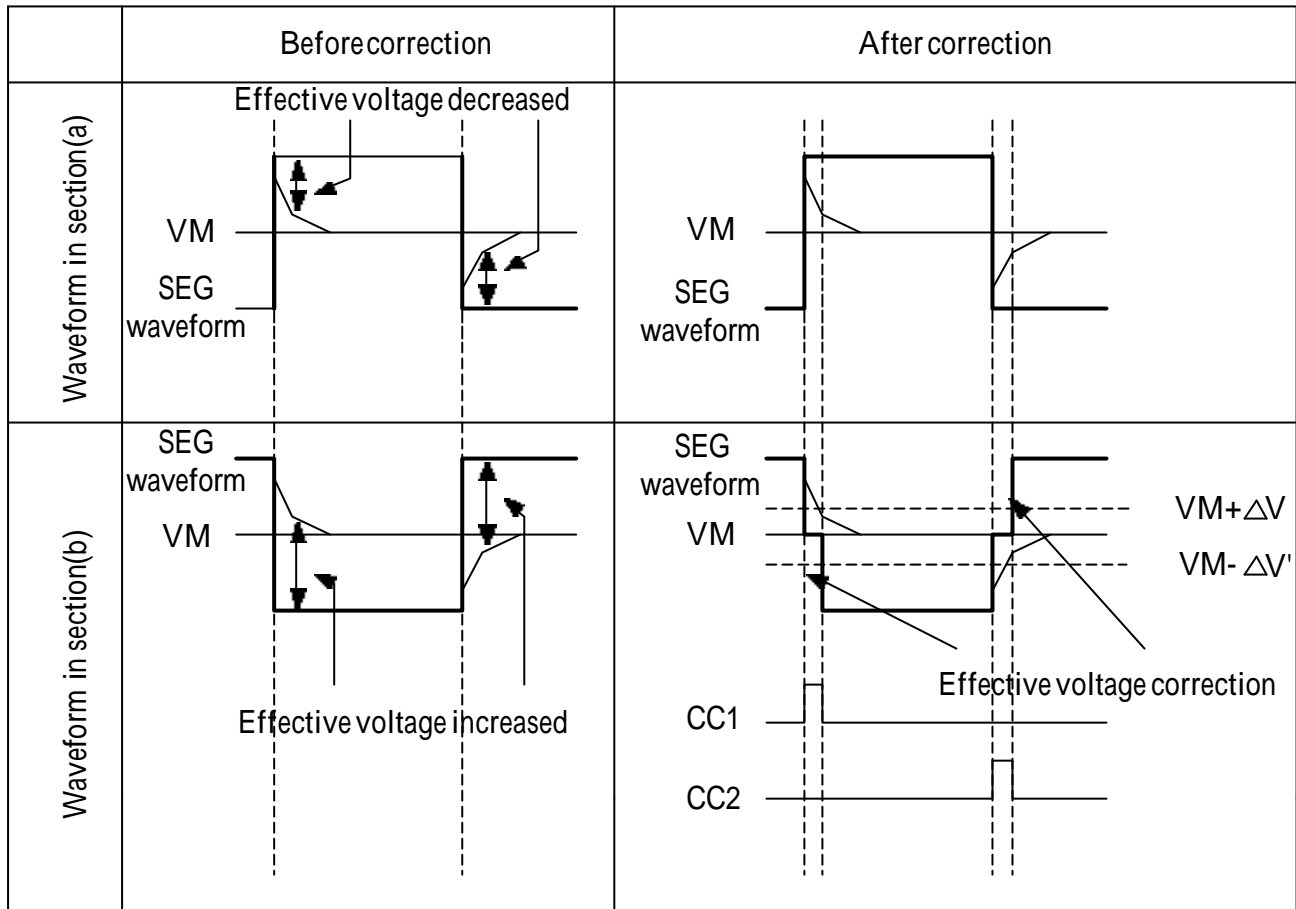 Before correction
After correction
Waveform in section(a)
Effective voltage decreased
VM
SEG
waveform
VM
SEG
waveform
Waveform in section(b)
SEG
waveform
VM
Effective voltage increased
SEG
waveform
VM
VM+△V
VM- △V'
Effective voltage correction
CC1
CC2